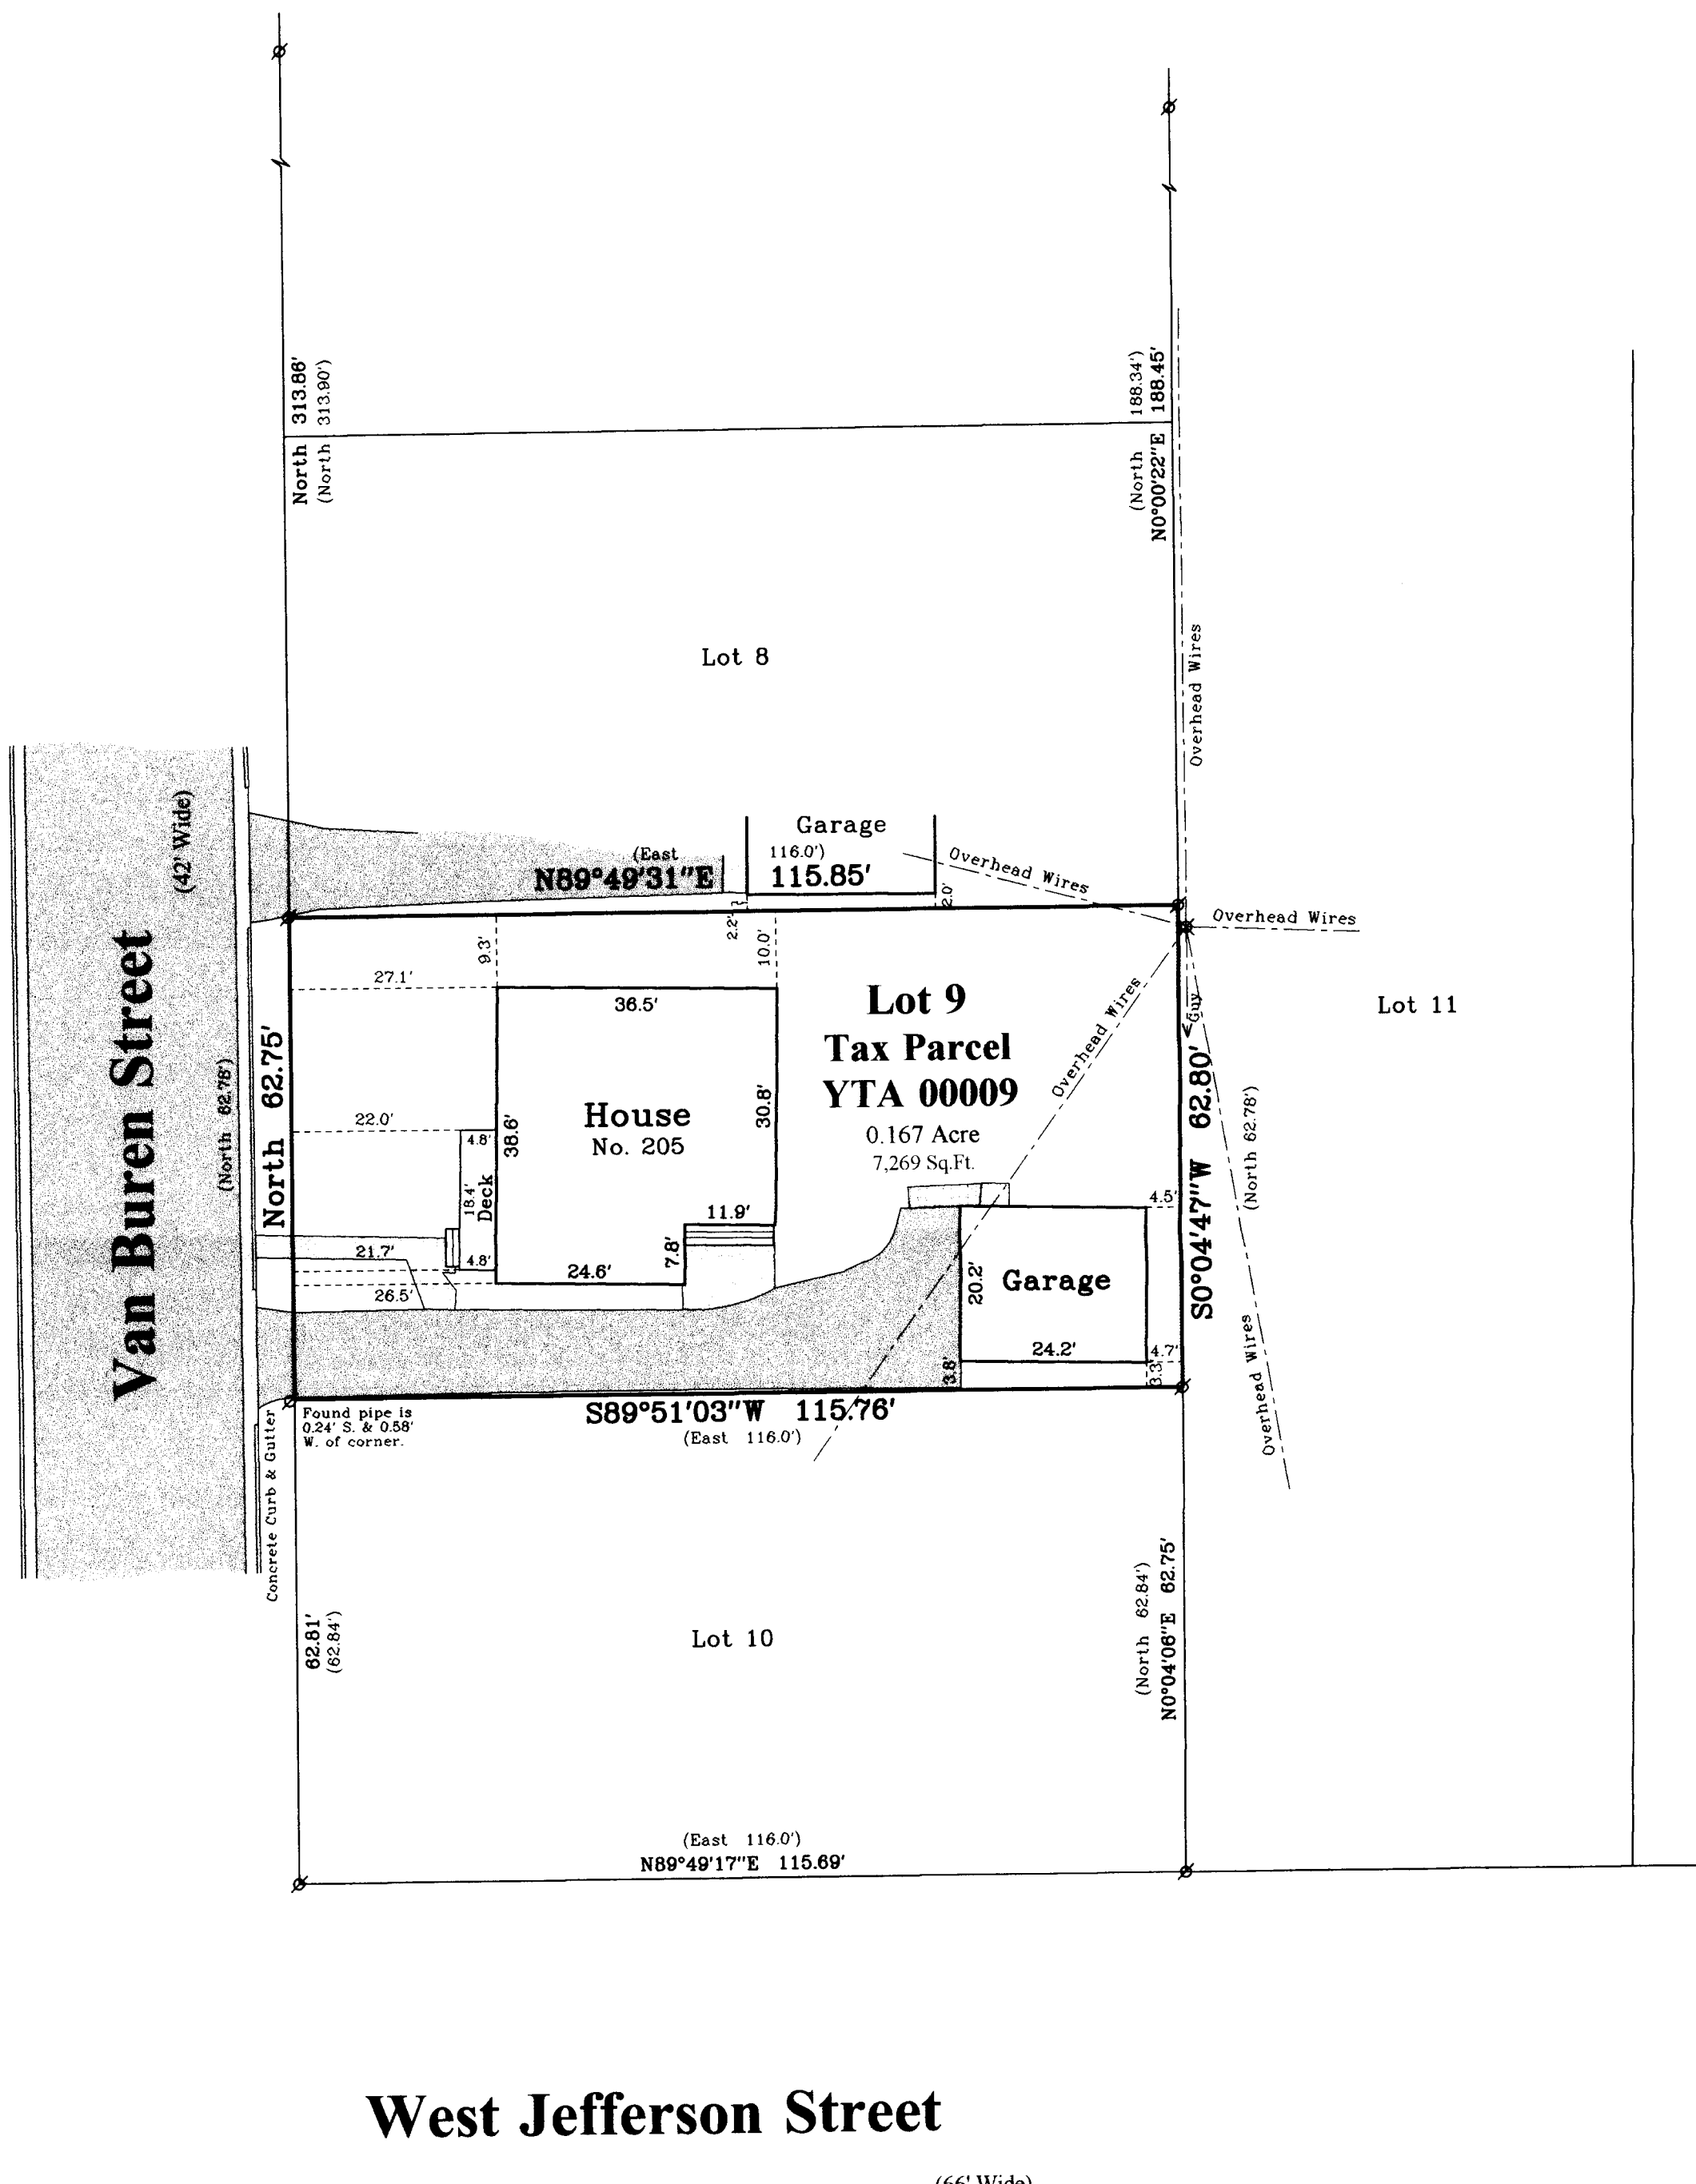 North 313.86'
(North 313.90')
(North 188.34')
N0°00'22"E 188.45'
Overhead Wires
Lot 8
Van Buren Street
(42' Wide)
Garage
(East 116.0')
N89°49'31"E 115.85'
2.2'
2.0'
Overhead Wires
Overhead Wires
9.3'
10.0'
27.1'
36.5'
Lot 9
Tax Parcel
YTA 00009
0.167 Acre
7,269 Sq.Ft.
Overhead Wires
Guy
Lot 11
North 62.75'
(North 62.78')
22.0'
4.8'
38.6'
House
No. 205
30.8'
S0°04'47"W 62.80'
(North 62.78')
18.4'
Deck
11.9'
4.5'
21.7'
4.8'
7.8'
24.6'
26.5'
20.2'
Garage
24.2'
4.7'
3.8'
3.3'
Overhead Wires
Found pipe is
0.24' S. & 0.58'
W. of corner.
S89°51'03"W 115.76'
(East 116.0')
Concrete Curb & Gutter
62.81'
(62.84')
Lot 10
(North 62.84')
N0°04'06"E 62.75'
(East 116.0')
N89°49'17"E 115.69'
West Jefferson Street
(66' Wide)